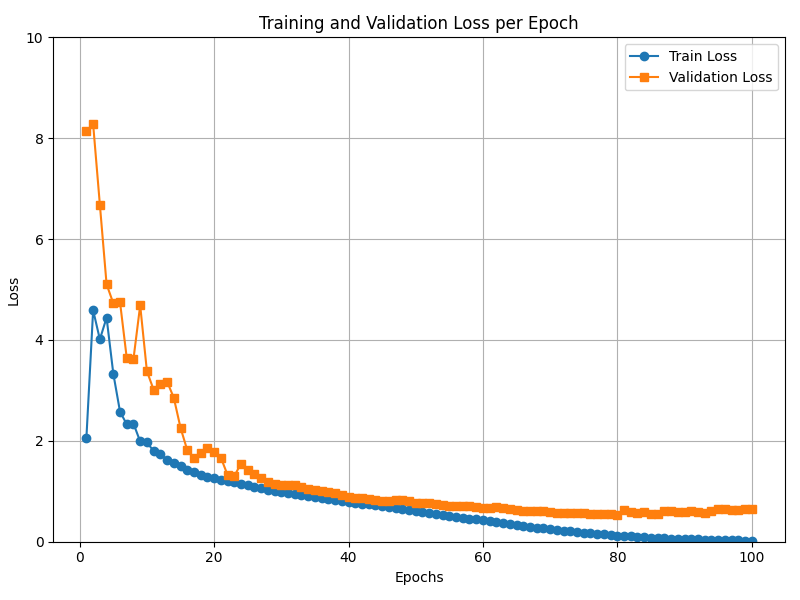 Training and Validation Loss per Epoch
Train Loss
Validation Loss
10
8
6
4
2
0
Loss
0 20 40 60 80 100
Epochs